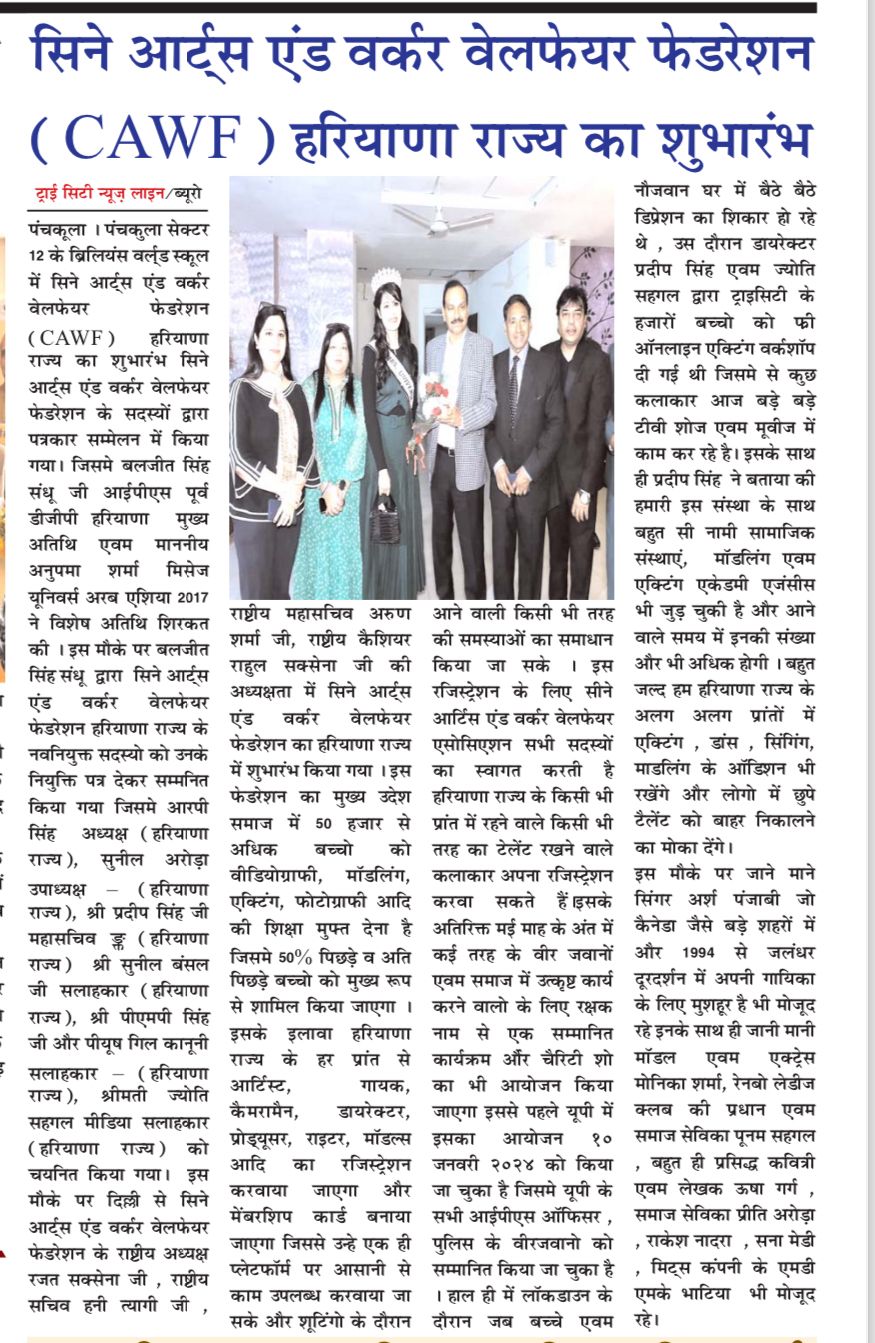 सिने आर्ट्स एंड वर्कर वेलफेयर फेडरेशन
( CAWF ) हरियाणा राज्य का शुभारंभ
ट्राई सिटी न्यूज़ लाइन/ब्यूरो
पंचकूला । पंचकुला सेक्टर
12 के ब्रिलियंस वर्ल्ड स्कूल
में सिने आर्ट्स एंड वर्कर
वेलफेयर फेडरेशन
(CAWF) हरियाणा
राज्य का शुभारंभ सिने
आर्ट्स एंड वर्कर वेलफेयर
फेडरेशन के सदस्यों द्वारा
पत्रकार सम्मेलन में किया
गया। जिसमे बलजीत सिंह
संधू जी आईपीएस पूर्व
डीजीपी हरियाणा मुख्य
अतिथि एवम माननीय
अनुपमा शर्मा मिसेज
यूनिवर्स अरब एशिया 2017
ने विशेष अतिथि शिरकत
की । इस मौके पर बलजीत
सिंह संधू द्वारा सिने आर्ट्स
एंड वर्कर वेलफेयर
फेडरेशन हरियाणा राज्य के
नवनियुक्त सदस्यो को उनके
नियुक्ति पत्र देकर सम्मनित
किया गया जिसमे आरपी
सिंह अध्यक्ष (हरियाणा
राज्य), सुनील अरोड़ा
उपाध्यक्ष – (हरियाणा
राज्य), श्री प्रदीप सिंह जी
महासचिव ङ्क (हरियाणा
राज्य) श्री सुनील बंसल
जी सलाहकार (हरियाणा
राज्य), श्री पीएमपी सिंह
जी और पीयूष गिल कानूनी
सलाहकार – (हरियाणा
राज्य), श्रीमती ज्योति
सहगल मीडिया सलाहकार
(हरियाणा राज्य) को
चयनित किया गया। इस
मौके पर दिल्ली से सिने
आर्ट्स एंड वर्कर वेलफेयर
फेडरेशन के राष्टीय अध्यक्ष
रजत सक्सेना जी , राष्टीय
सचिव हनी त्यागी जी ,
राष्टीय महासचिव अरुण
शर्मा जी, राष्टीय कैशियर
राहुल सक्सेना जी की
अध्यक्षता में सिने आर्ट्स
एंड वर्कर वेलफेयर
फेडरेशन का हरियाणा राज्य
में शुभारंभ किया गया । इस
फेडरेशन का मुख्य उदेश
समाज में 50 हजार से
अधिक बच्चो को
वीडियोग्राफी, मॉडलिंग,
एक्टिंग, फोटोग्राफी आदि
की शिक्षा मुफ्त देना है
जिसमे 50% पिछड़े व अति
पिछड़े बच्चो को मुख्य रूप
से शामिल किया जाएगा ।
इसके इलावा हरियाणा
राज्य के हर प्रांत से
आर्टिस्ट, गायक,
कैमरामैन, डायरेक्टर,
प्रोड्यूसर, राइटर, मॉडल्स
आदि का रजिस्ट्रेशन
करवाया जाएगा और
मेंबरशिप कार्ड बनाया
जाएगा जिससे उन्हे एक ही
प्लेटफॉर्म पर आसानी से
काम उपलब्ध करवाया जा
सके और शूटिंगो के दौरान
आने वाली किसी भी तरह
की समस्याओं का समाधान
किया जा सके । इस
रजिस्ट्रेशन के लिए सीने
आर्टिस एंड वर्कर वेलफेयर
एसोसिएशन सभी सदस्यों
का स्वागत करती है
हरियाणा राज्य के किसी भी
प्रांत में रहने वाले किसी भी
तरह का टेलेंट रखने वाले
कलाकार अपना रजिस्ट्रेशन
करवा सकते हैं।इसके
अतिरिक्त मई माह के अंत में
कई तरह के वीर जवानों
एवम समाज में उत्कृष्ट कार्य
करने वालो के लिए रक्षक
नाम से एक सम्मानित
कार्यक्रम और चैरिटी शो
का भी आयोजन किया
जाएगा इससे पहले यूपी में
इसका आयोजन १०
जनवरी २०२४ को किया
जा चुका है जिसमे यूपी के
सभी आईपीएस ऑफिसर ,
पुलिस के वीरजवानो को
सम्मानित किया जा चुका है
। हाल ही में लॉकडाउन के
दौरान जब बच्चे एवम
नौजवान घर में बैठे बैठे
डिप्रेशन का शिकार हो रहे
थे , उस दौरान डायरेक्टर
प्रदीप सिंह एवम ज्योति
सहगल द्वारा ट्राइसिटी के
हजारों बच्चो को फ्री
ऑनलाइन एक्टिंग वर्कशॉप
दी गई थी जिसमे से कुछ
कलाकार आज बड़े बड़े
टीवी शोज एवम मूवीज में
काम कर रहे है। इसके साथ
ही प्रदीप सिंह ने बताया की
हमारी इस संस्था के साथ
बहुत सी नामी सामाजिक
संस्थाएं, मॉडलिंग एवम
एक्टिंग एकेडमी एजंसीस
भी जुड़ चुकी है और आने
वाले समय में इनकी संख्या
और भी अधिक होगी । बहुत
जल्द हम हरियाणा राज्य के
अलग अलग प्रांतों में
एक्टिंग , डांस , सिंगिंग,
माडलिंग के ऑडिशन भी
रखेंगे और लोगो में छुपे
टैलेंट को बाहर निकालने
का मोका देंगे।
इस मौके पर जाने माने
सिंगर अर्श पंजाबी जो
कैनेडा जैसे बड़े शहरों में
और 1994 से जलंधर
दूरदर्शन में अपनी गायिका
के लिए मुशहूर है भी मोजूद
रहे इनके साथ ही जानी मानी
मॉडल एवम एक्ट्रेस
मोनिका शर्मा, रेनबो लेडीज
क्लब की प्रधान एवम
समाज सेविका पूनम सहगल
, बहुत ही प्रसिद्ध कवित्री
एवम लेखक ऊषा गर्ग ,
समाज सेविका प्रीति अरोड़ा
, राकेश नादरा , सना मेडी
, मिट्स कंपनी के एमडी
एमके भाटिया भी मोजूद
रहे।